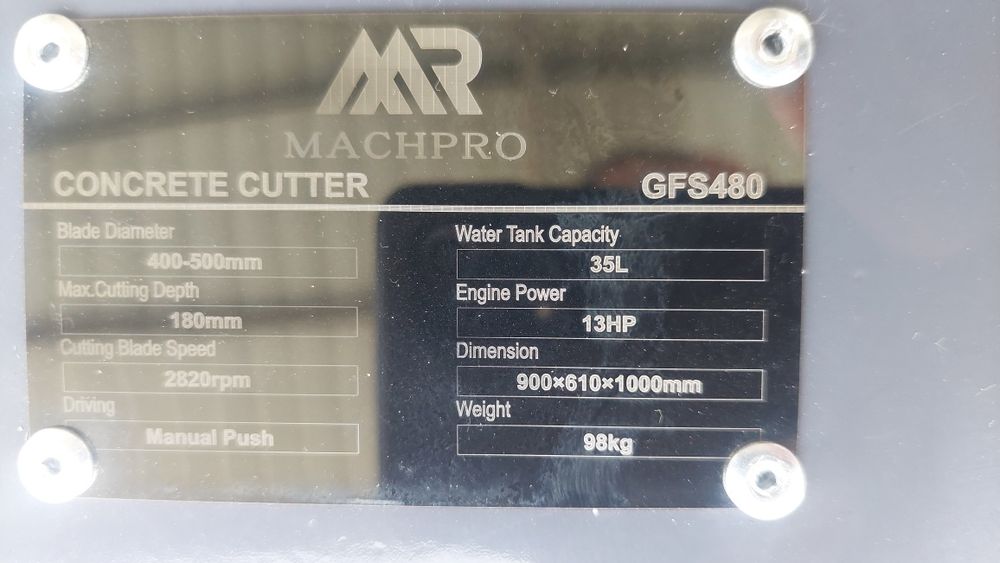 MR
MACHPRO
CONCRETE CUTTER GFS480
Blade Diameter
400-500mm
Max.Cutting Depth
180mm
Cutting Blade Speed
2820rpm
Driving
Manual Push
Water Tank Capacity
35L
Engine Power
13HP
Dimension
900×610×1000mm
Weight
98kg